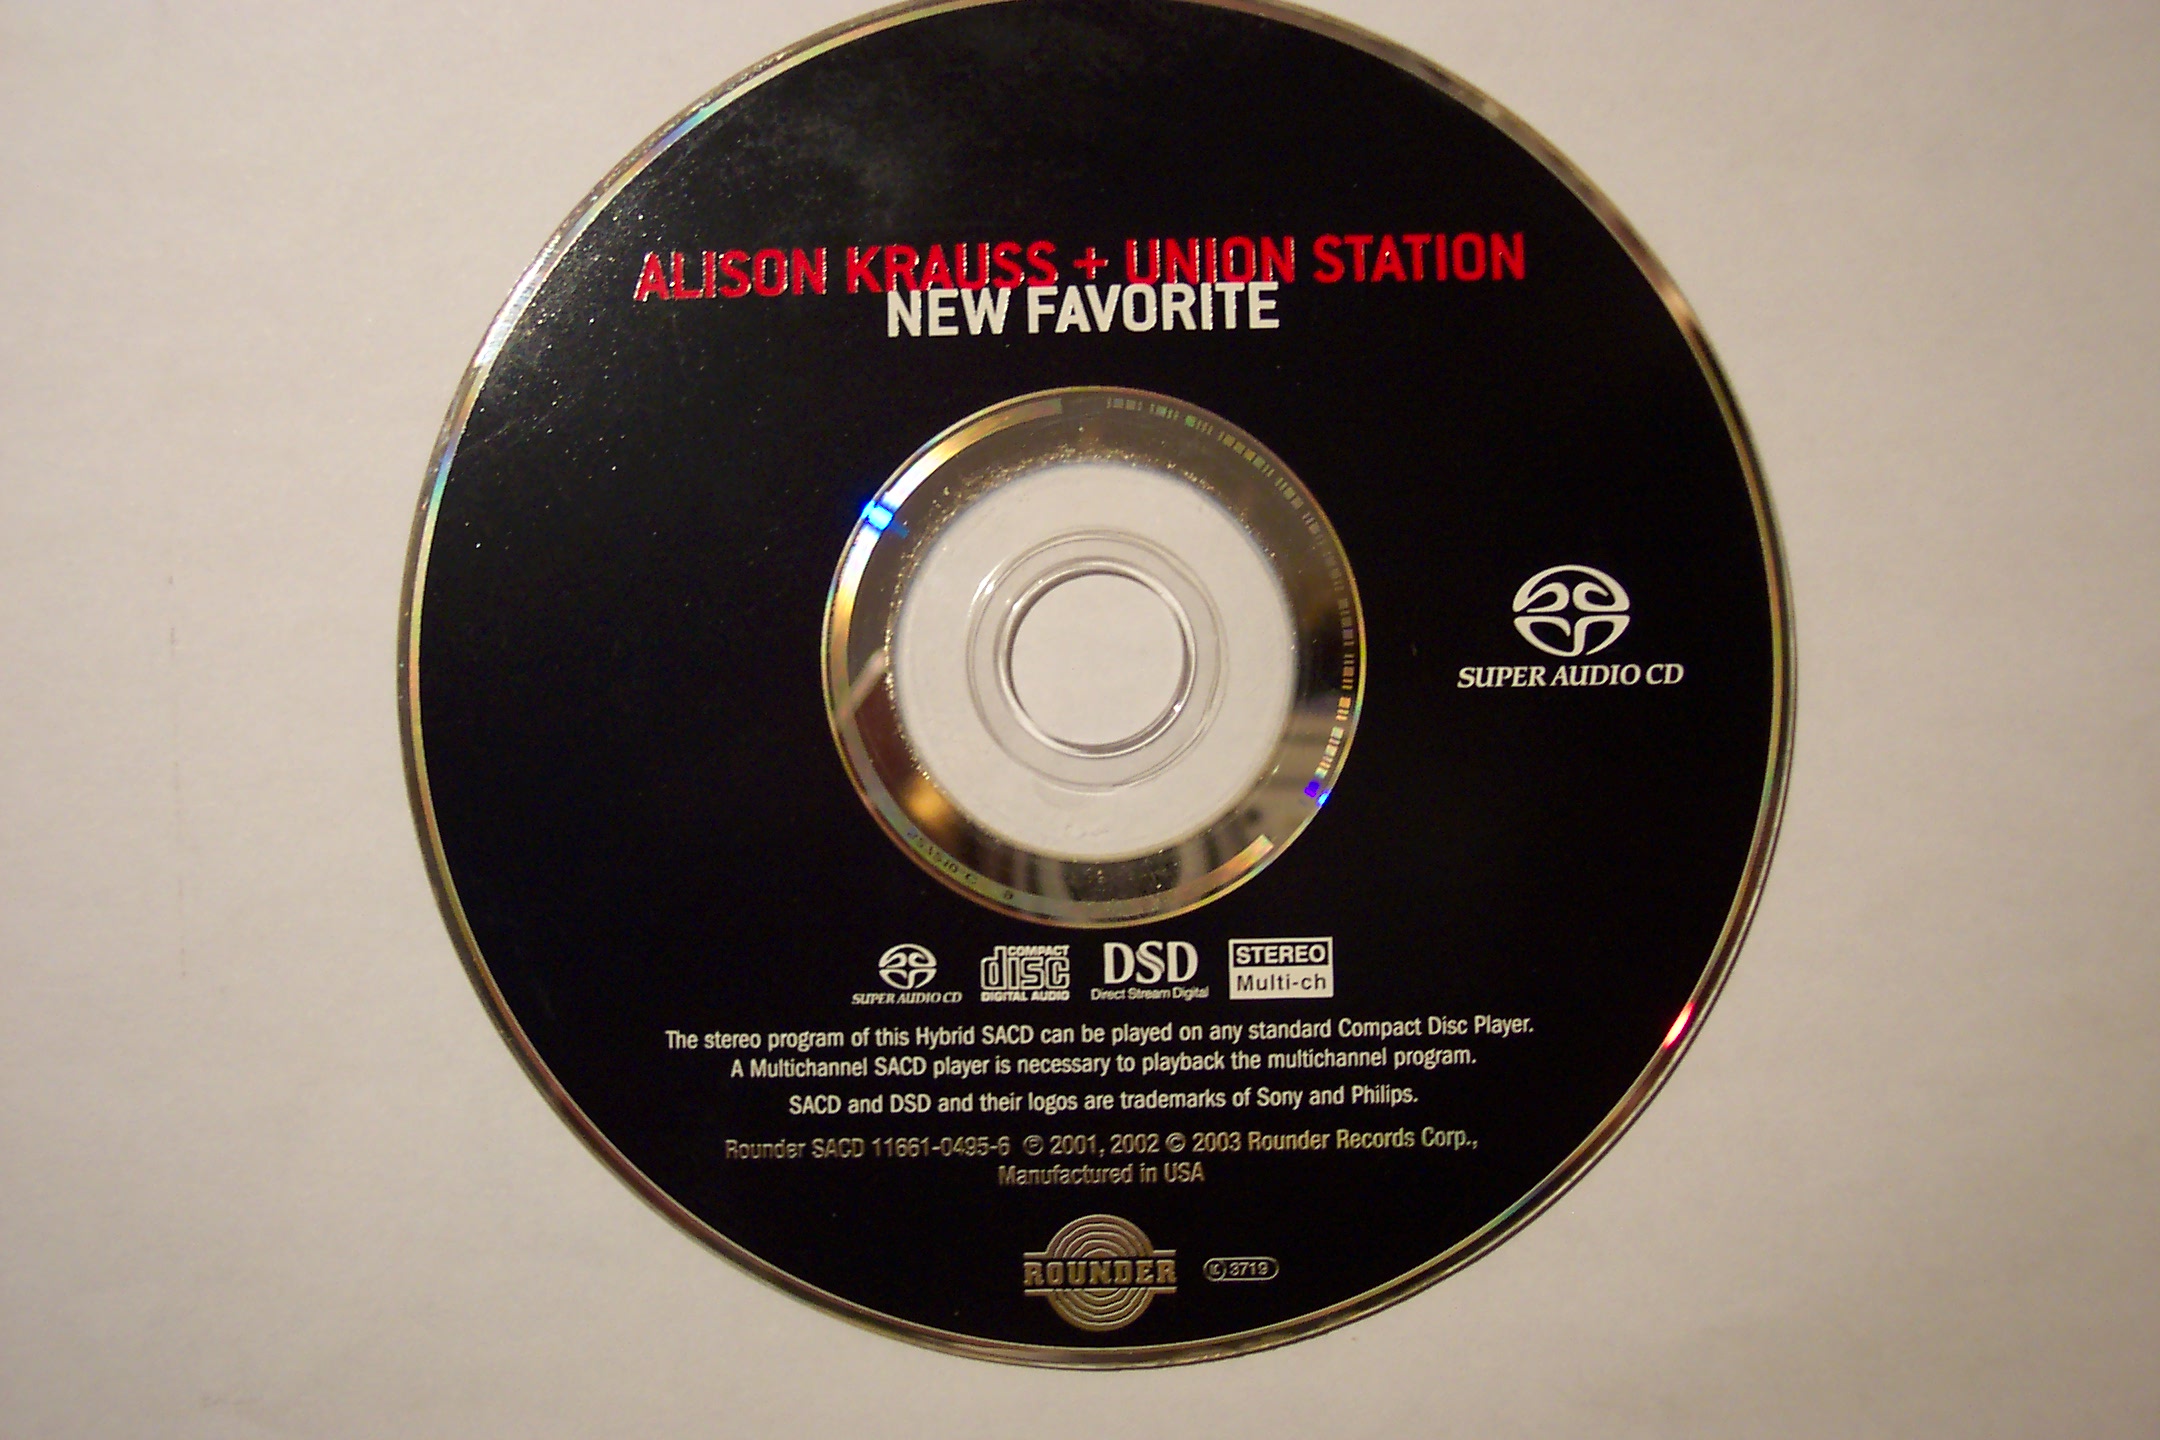 ALISON KRAUSS + UNION STATION
NEW FAVORITE
SUPER AUDIO CD
SUPER AUDIO CD
COMPACT disc DIGITAL AUDIO
DSD Direct Stream Digital
STEREO Multi-ch
The stereo program of this Hybrid SACD can be played on any standard Compact Disc Player.
A Multichannel SACD player is necessary to playback the multichannel program.
SACD and DSD and their logos are trademarks of Sony and Philips.
Rounder SACD 11661-0495-6 ℗ 2001, 2002 © 2003 Rounder Records Corp.,
Manufactured in USA
ROUNDER
3719